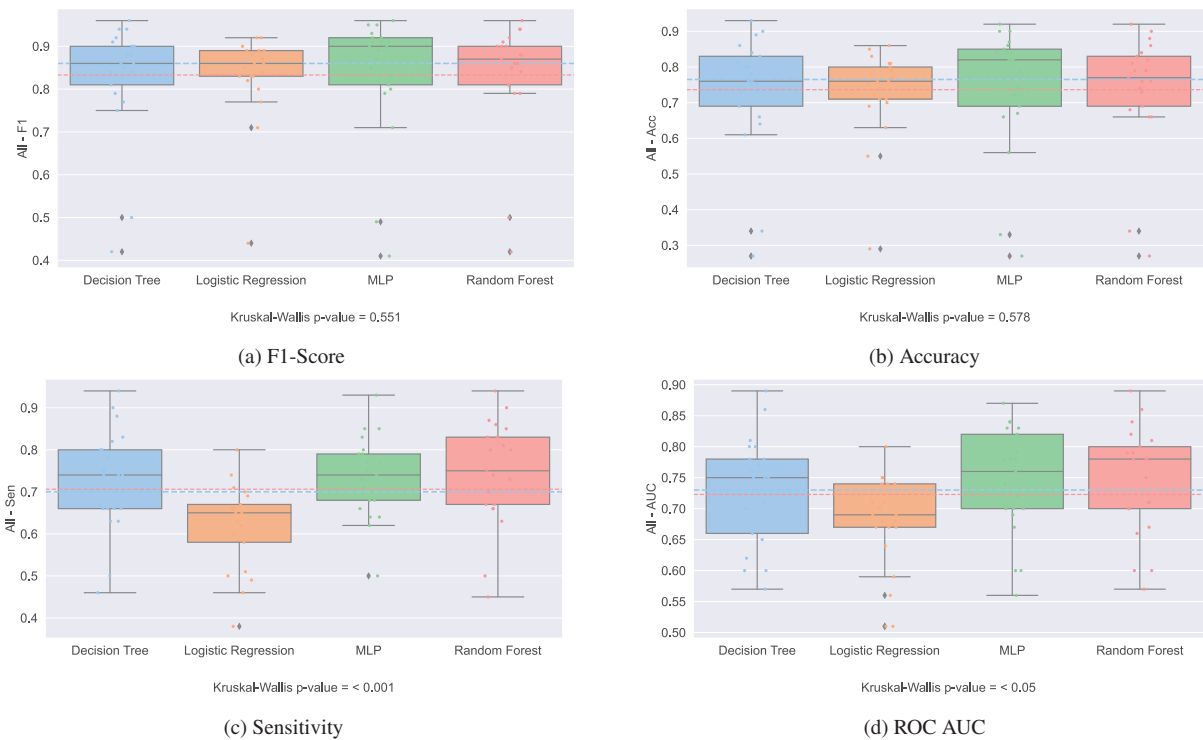 All - F1
0.9
0.8
0.7
0.6
0.5
0.4
Decision Tree Logistic Regression MLP Random Forest
Kruskal-Wallis p-value = 0.551
(a) F1-Score
All - Acc
0.9
0.8
0.7
0.6
0.5
0.4
0.3
Decision Tree Logistic Regression MLP Random Forest
Kruskal-Wallis p-value = 0.578
(b) Accuracy
All - Sen
0.9
0.8
0.7
0.6
0.5
0.4
Decision Tree Logistic Regression MLP Random Forest
Kruskal-Wallis p-value = < 0.001
(c) Sensitivity
All - AUC
0.90
0.85
0.80
0.75
0.70
0.65
0.60
0.55
0.50
Decision Tree Logistic Regression MLP Random Forest
Kruskal-Wallis p-value = < 0.05
(d) ROC AUC